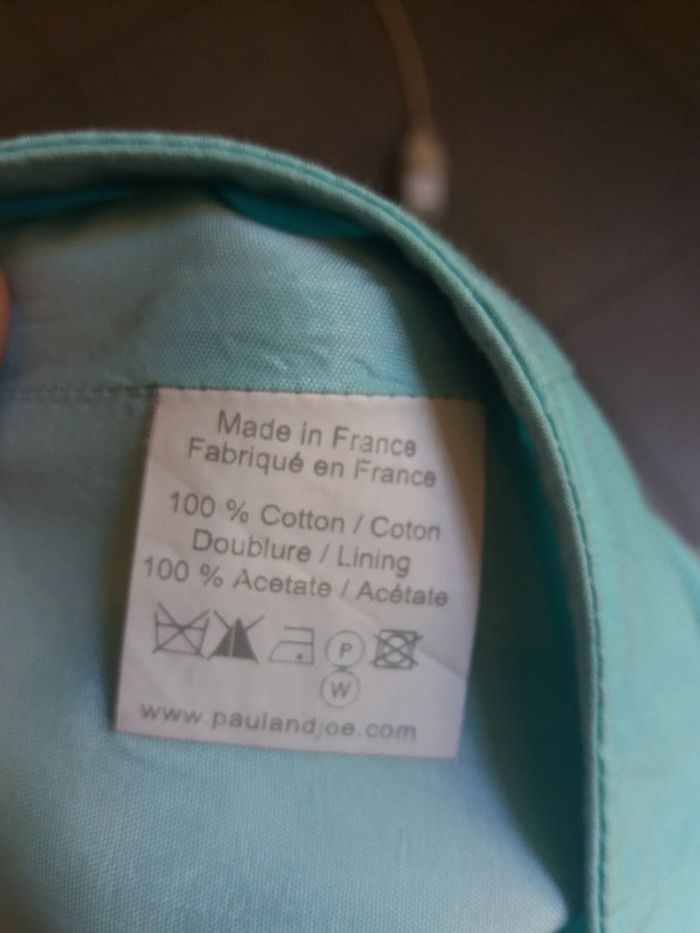 Made in France
Fabriqué en France
100 % Cotton / Coton
Doublure / Lining
100 % Acetate / Acétate
P
W
www.paulandjoe.com